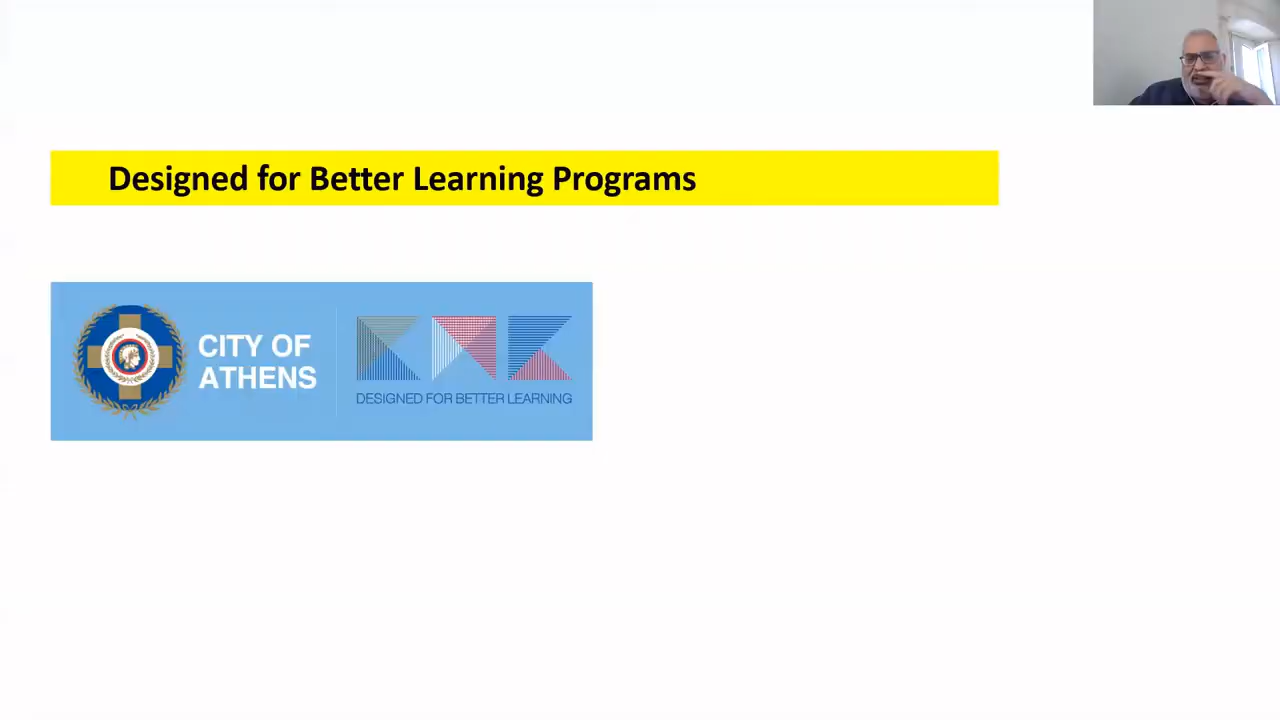 Designed for Better Learning Programs
CITY OF
ATHENS
DESIGNED FOR BETTER LEARNING